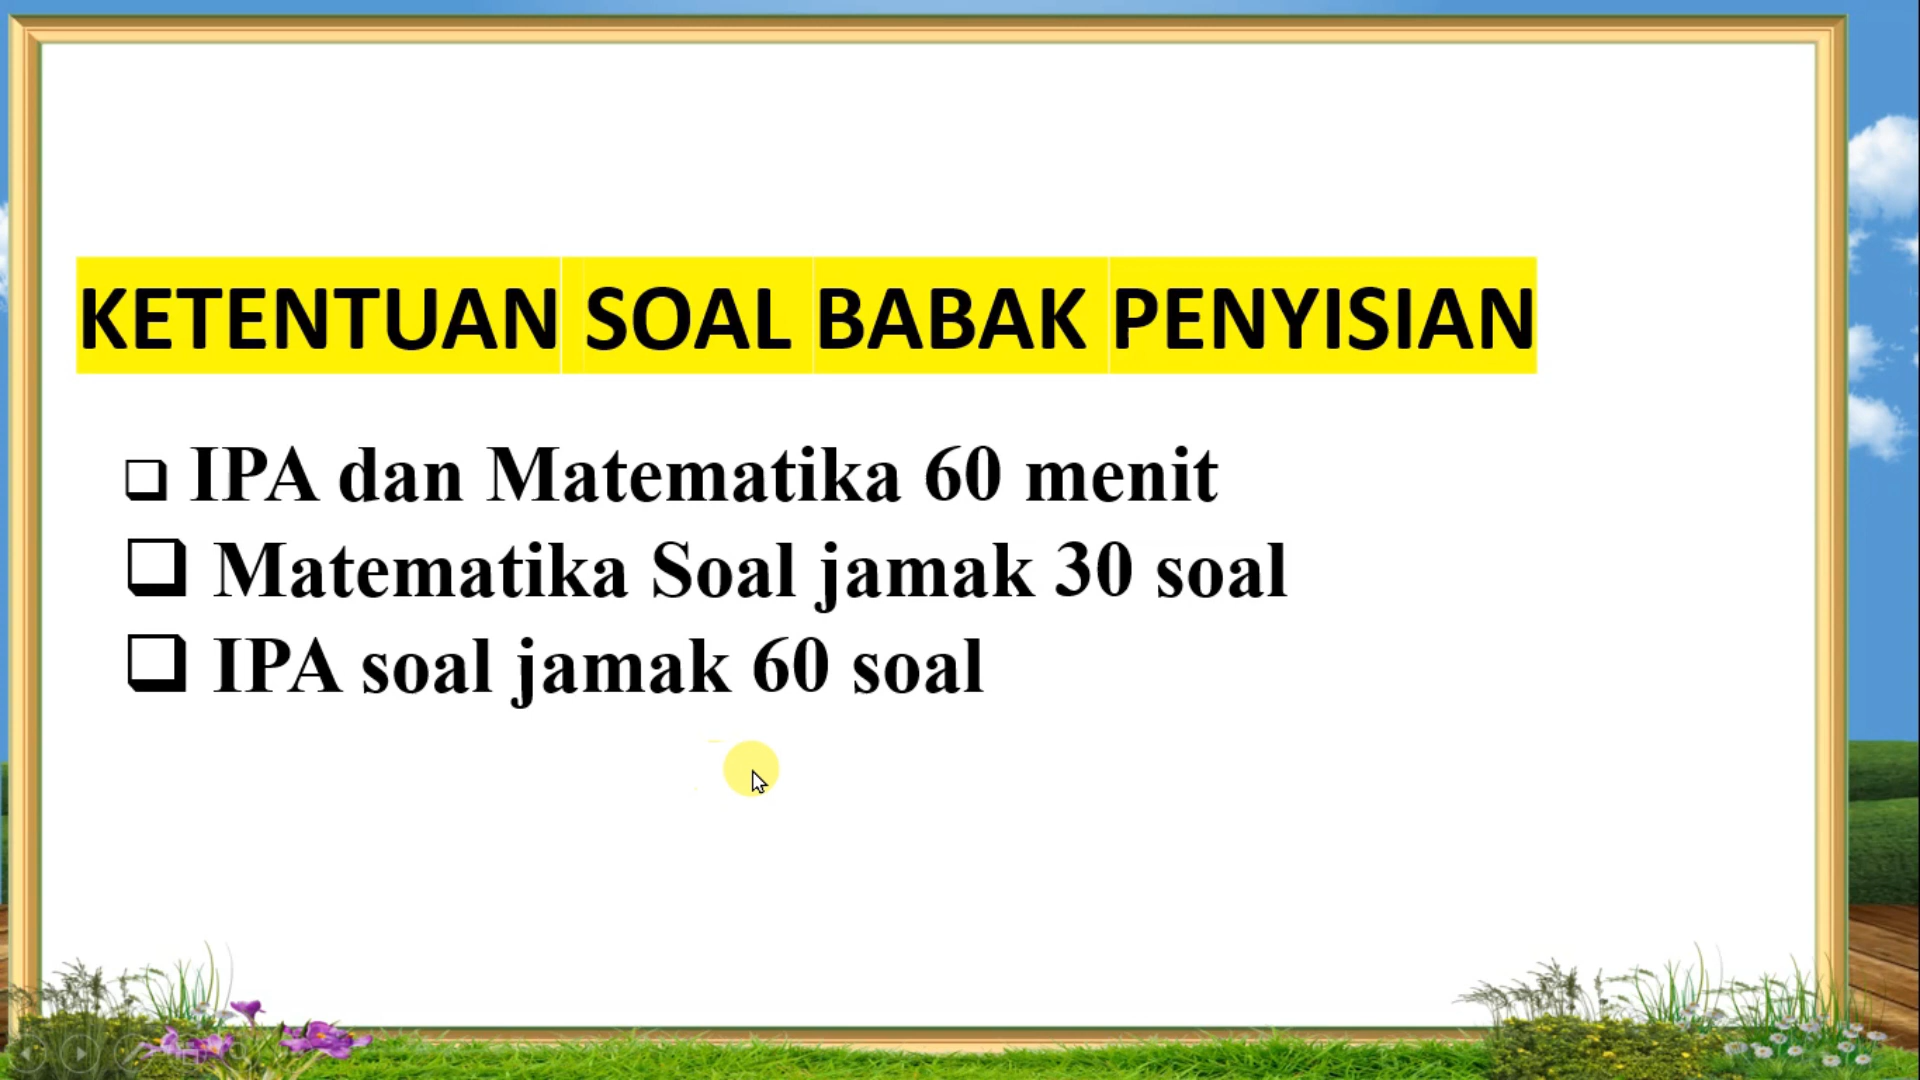 KETENTUAN SOAL BABAK PENYISIAN
❑ IPA dan Matematika 60 menit
❑ Matematika Soal jamak 30 soal
❑ IPA soal jamak 60 soal